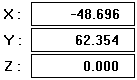 X : -48.696
Y : 62.354
Z : 0.000